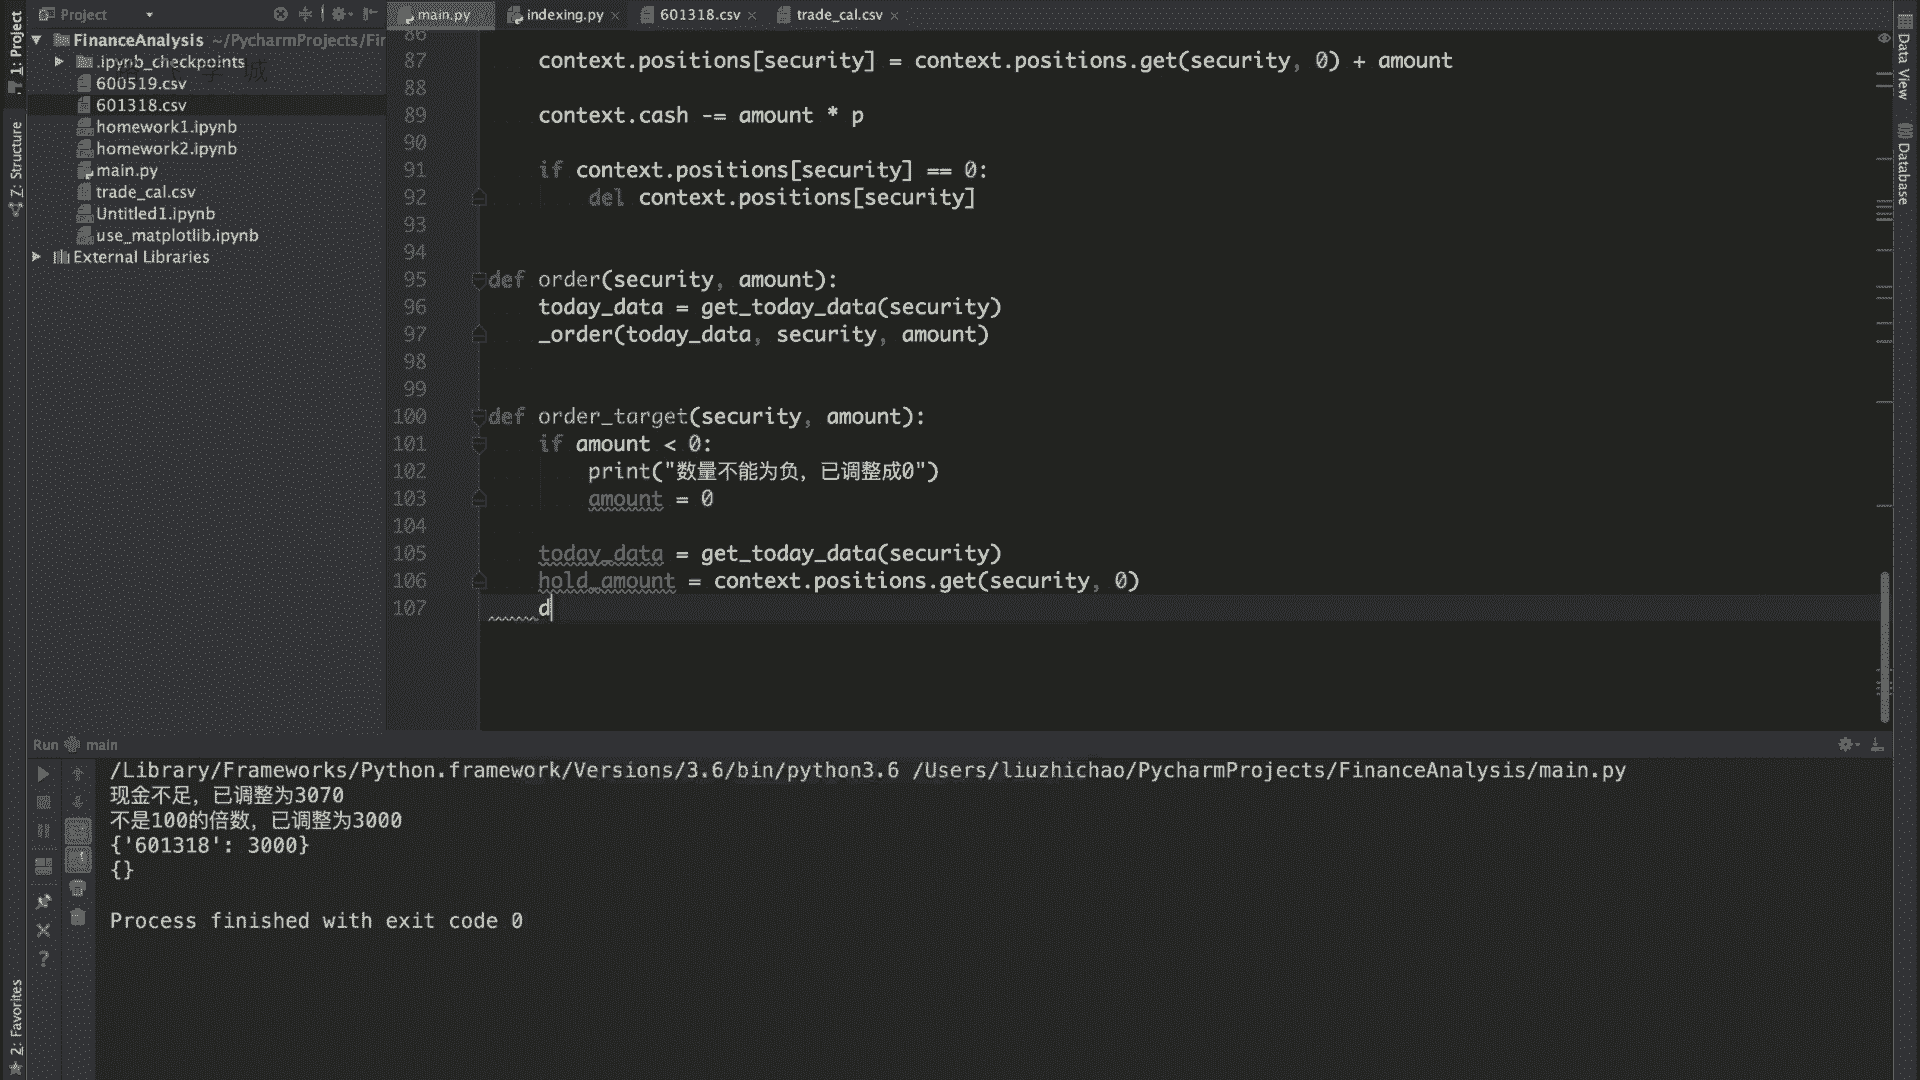 Project
main.py
indexing.py
601318.csv
trade_cal.csv
1: Project
FinanceAnalysis ~/PycharmProjects/Fir
.ipynb_checkpoints
600519.csv
601318.csv
homework1.ipynb
homework2.ipynb
main.py
trade_cal.csv
Untitled1.ipynb
use_matplotlib.ipynb
External Libraries
Z: Structure
2: Favorites
Data View
Database
86
87 context.positions[security] = context.positions.get(security, 0) + amount
88
89 context.cash -= amount * p
90
91 if context.positions[security] == 0:
92 del context.positions[security]
93
94
95 def order(security, amount):
96 today_data = get_today_data(security)
97 _order(today_data, security, amount)
98
99
100 def order_target(security, amount):
101 if amount < 0:
102 print("数量不能为负，已调整成0")
103 amount = 0
104
105 today_data = get_today_data(security)
106 hold_amount = context.positions.get(security, 0)
107 d
Run main
/Library/Frameworks/Python.framework/Versions/3.6/bin/python3.6 /Users/liuzhichao/PycharmProjects/FinanceAnalysis/main.py
现金不足，已调整为3070
不是100的倍数，已调整为3000
{'601318': 3000}
{}
Process finished with exit code 0